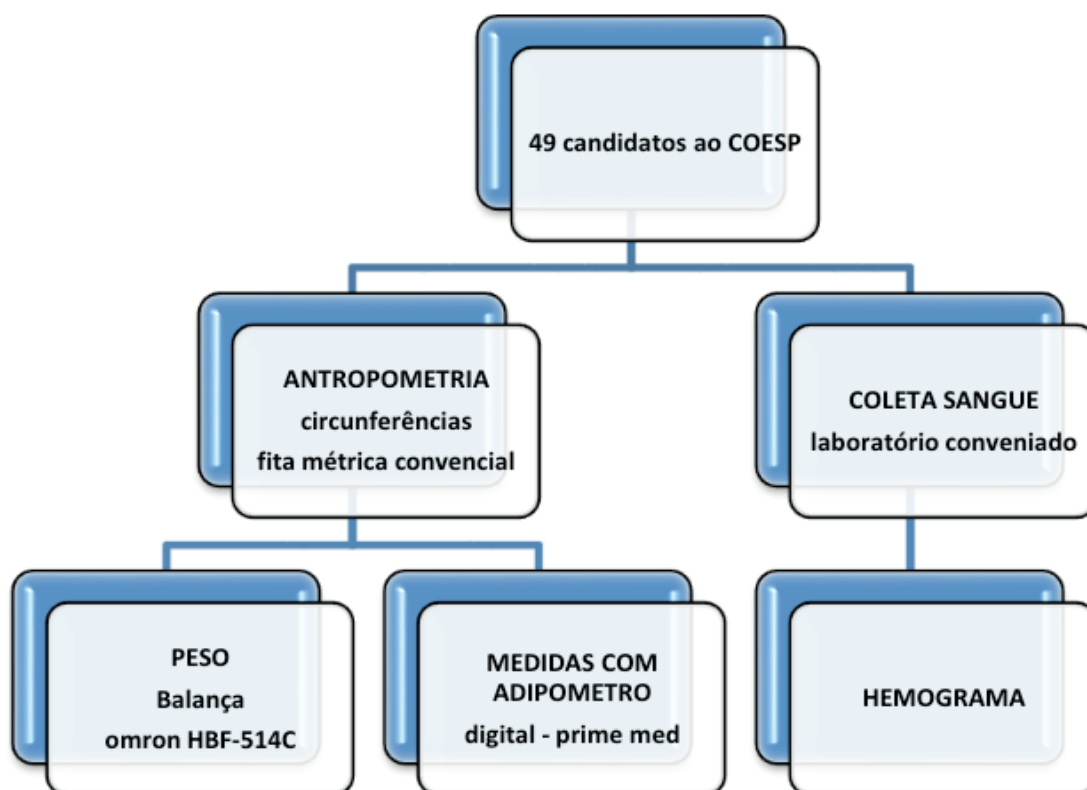 49 candidatos ao COESP
ANTROPOMETRIA
circunferências
fita métrica convencial
COLETA SANGUE
laboratório conveniado
PESO
Balança
omron HBF-514C
MEDIDAS COM
ADIPOMETRO
digital - prime med
HEMOGRAMA